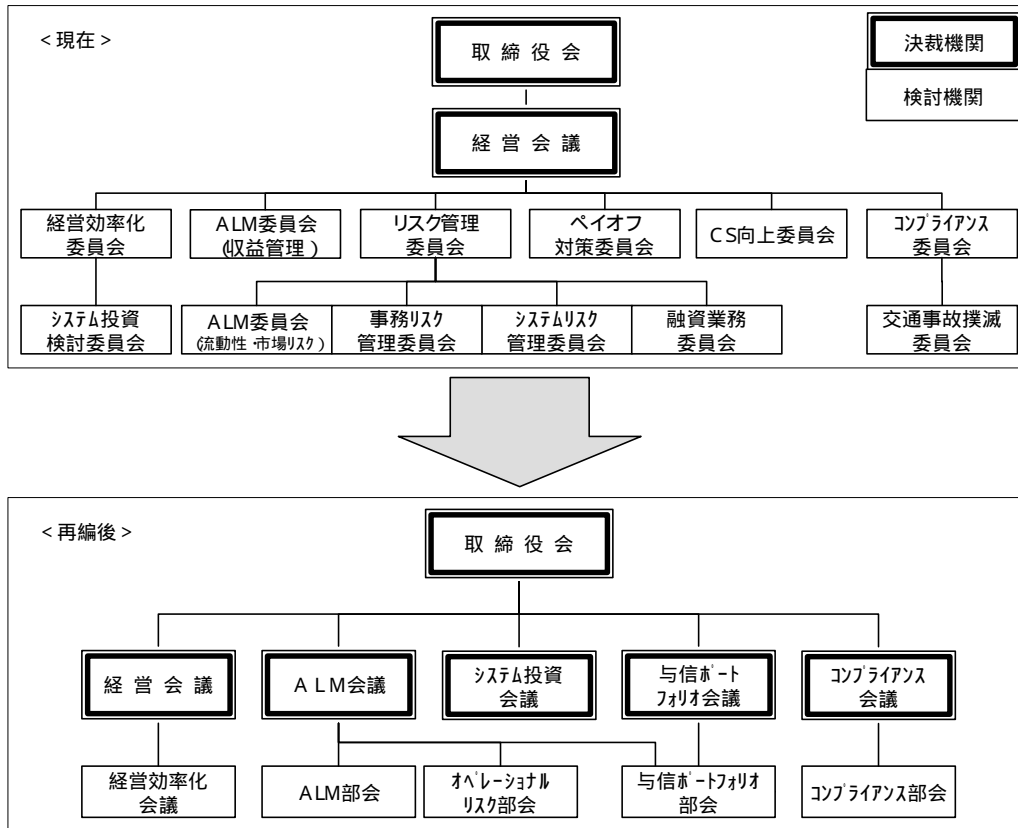 <現在>
取 締 役 会
決裁機関
検討機関
経 営 会 議
経営効率化
委員会
ALM委員会
(収益管理)
リスク管理
委員会
ペイオフ
対策委員会
CS向上委員会
コンプライアンス
委員会
システム投資
検討委員会
ALM委員会
(流動性・市場リスク)
事務リスク
管理委員会
システムリスク
管理委員会
融資業務
委員会
交通事故撲滅
委員会
<再編後>
取 締 役 会
経 営 会 議
ALM会議
システム投資
会議
与信ポート
フォリオ会議
コンプライアンス
会議
経営効率化
会議
ALM部会
オペレーショナル
リスク部会
与信ポートフォリオ
部会
コンプライアンス部会